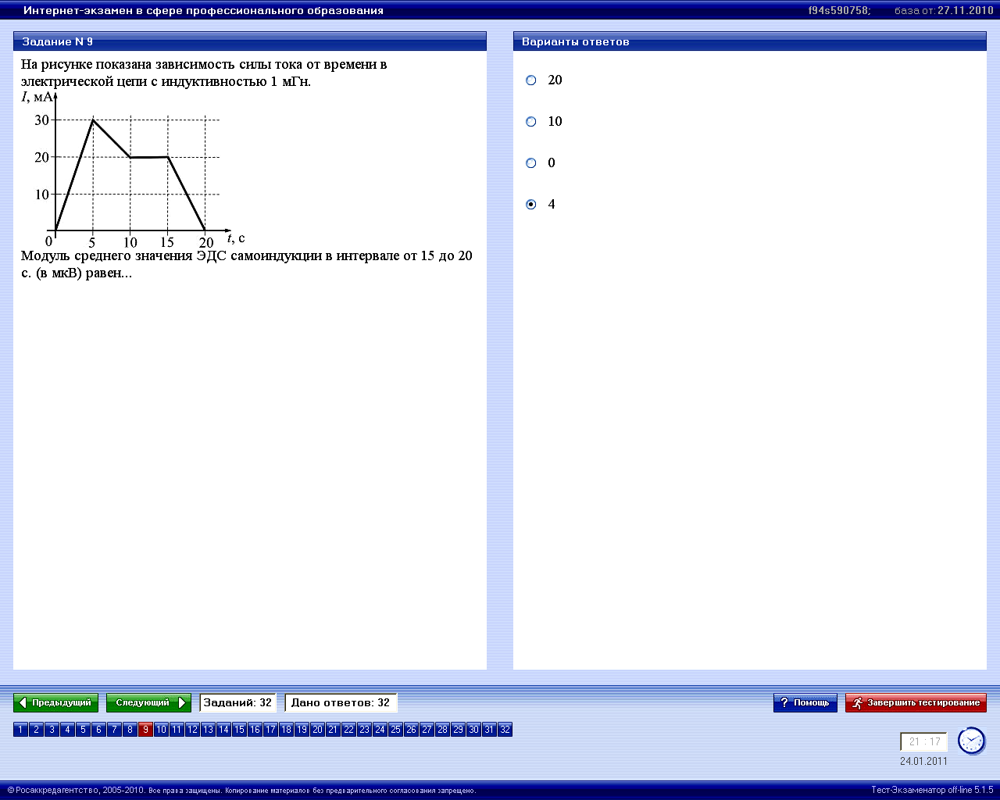 Интернет-экзамен в сфере профессионального образования
f94s590758; база от: 27.11.2010
Задание N 9
На рисунке показана зависимость силы тока от времени в
электрической цепи с индуктивностью 1 мГн.
I, мА
30
20
10
0 5 10 15 20 t, с
Модуль среднего значения ЭДС самоиндукции в интервале от 15 до 20
с. (в мкВ) равен...
Варианты ответов
20
10
0
4
Предыдущий Следующий Заданий: 32 Дано ответов: 32 ? Помощь Завершить тестирование
1 2 3 4 5 6 7 8 9 10 11 12 13 14 15 16 17 18 19 20 21 22 23 24 25 26 27 28 29 30 31 32
21 : 17
24.01.2011
© Росаккредагентство, 2005-2010. Все права защищены. Копирование материалов без предварительного согласования запрещено. Тест-Экзаменатор off-line 5.1.5